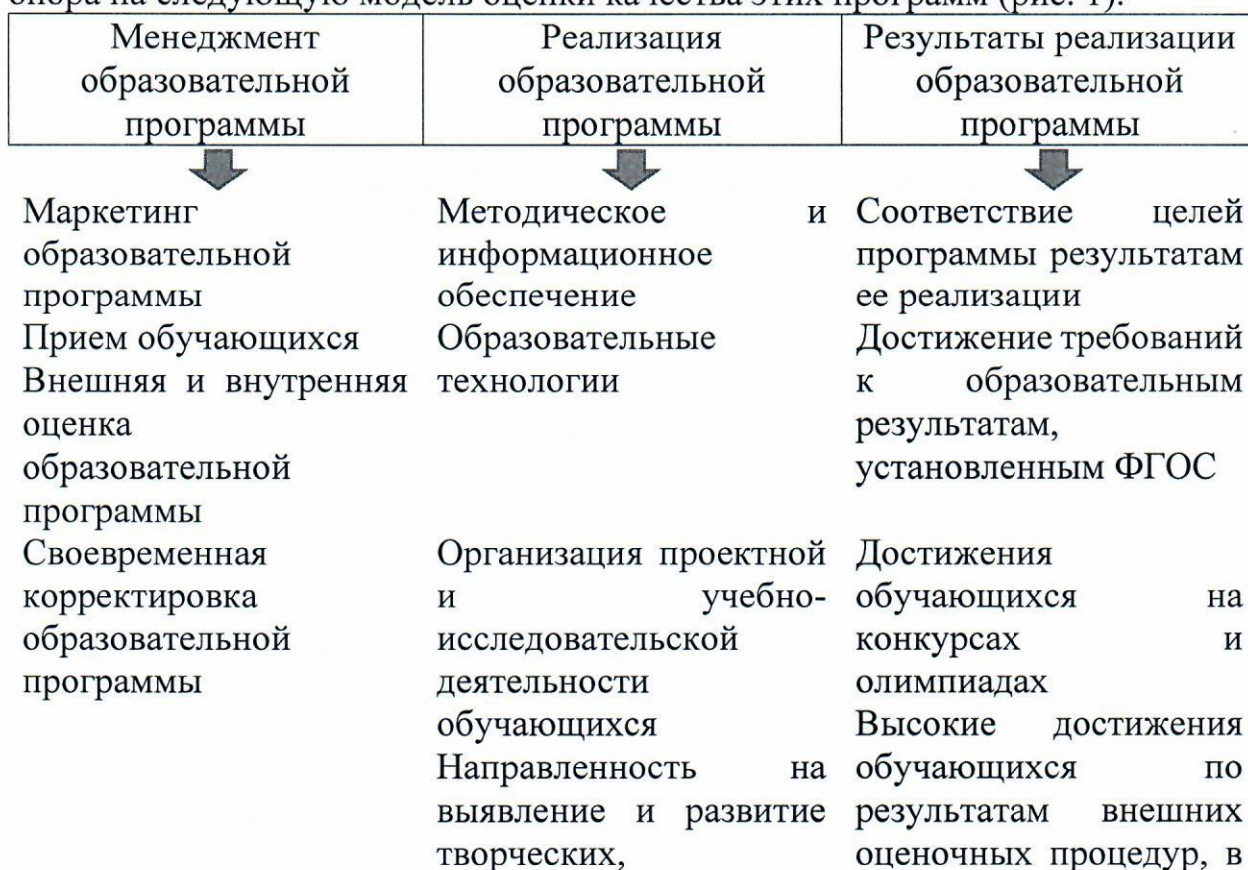 опора на следующую модель оценки качества этих программ (рис. 1).
Менеджмент
образовательной
программы
Реализация
образовательной
программы
Результаты реализации
образовательной
программы
Маркетинг
образовательной
программы
Прием обучающихся
Внешняя и внутренняя
оценка
образовательной
программы
Своевременная
корректировка
образовательной
программы
Методическое и
информационное
обеспечение
Образовательные
технологии
Организация проектной
и учебно-
исследовательской
деятельности
обучающихся
Направленность на
выявление и развитие
творческих,
Соответствие целей
программы результатам
ее реализации
Достижение требований
к образовательным
результатам,
установленным ФГОС
Достижения
обучающихся на
конкурсах и
олимпиадах
Высокие достижения
обучающихся по
результатам внешних
оценочных процедур, в